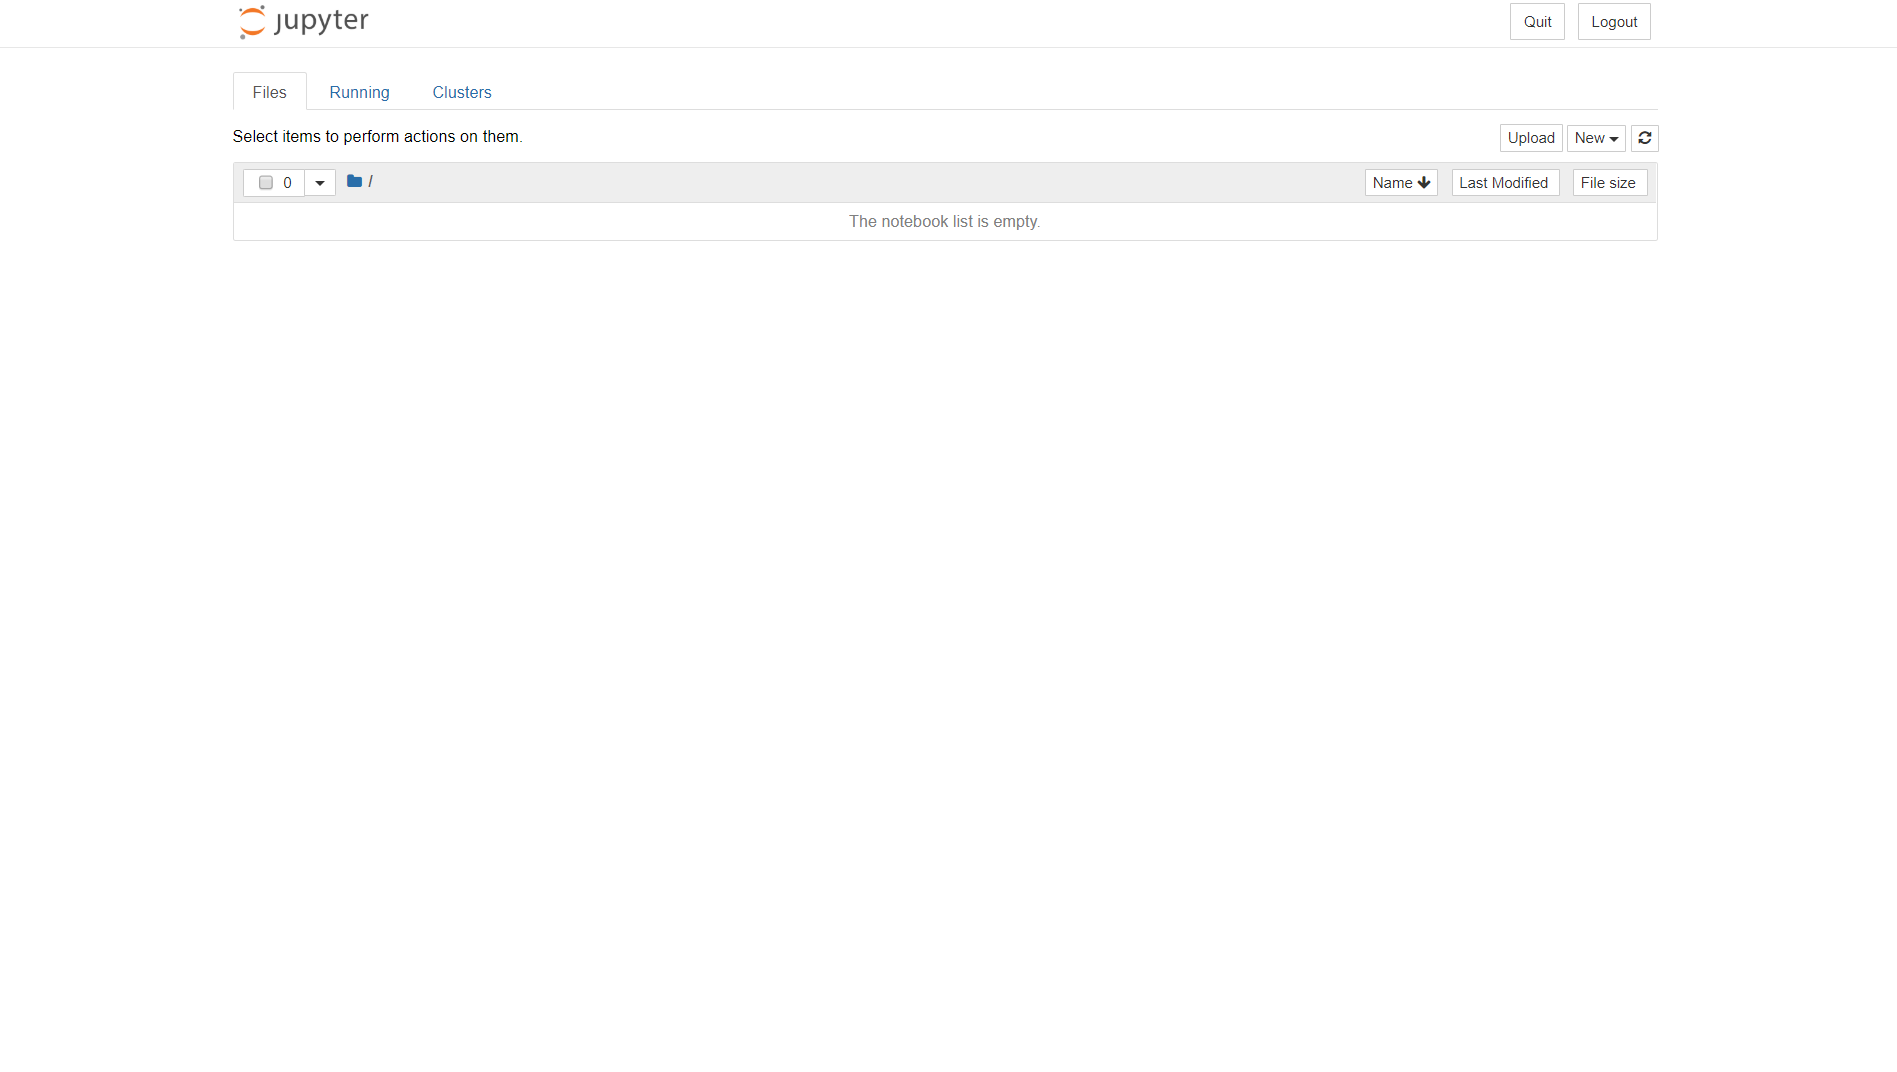 jupyter
Quit
Logout
Files
Running
Clusters
Select items to perform actions on them.
Upload
New
0
/
Name
Last Modified
File size
The notebook list is empty.